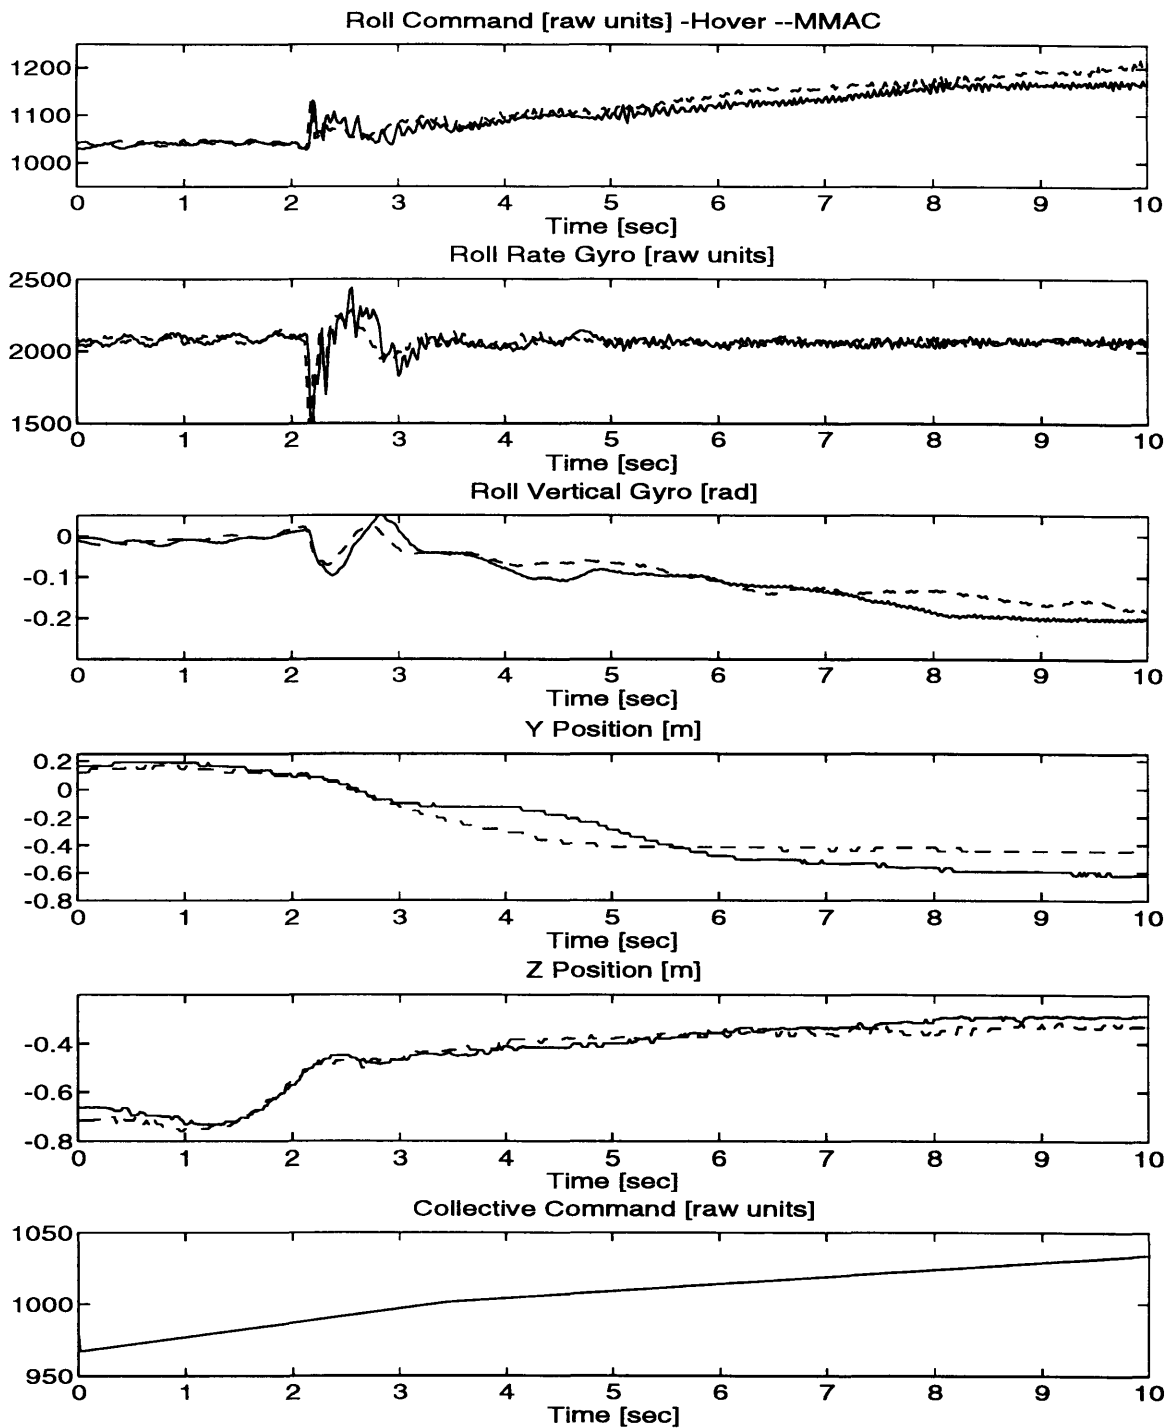 Roll Command [raw units] -Hover --MMAC
1200
1100
1000
0 1 2 3 4 5 6 7 8 9 10
Time [sec]
Roll Rate Gyro [raw units]
2500
2000
1500
0 1 2 3 4 5 6 7 8 9 10
Time [sec]
Roll Vertical Gyro [rad]
0
-0.1
-0.2
0 1 2 3 4 5 6 7 8 9 10
Time [sec]
Y Position [m]
0.2
0
-0.2
-0.4
-0.6
-0.8
0 1 2 3 4 5 6 7 8 9 10
Time [sec]
Z Position [m]
-0.4
-0.6
-0.8
0 1 2 3 4 5 6 7 8 9 10
Time [sec]
Collective Command [raw units]
1050
1000
950
0 1 2 3 4 5 6 7 8 9 10
Time [sec]